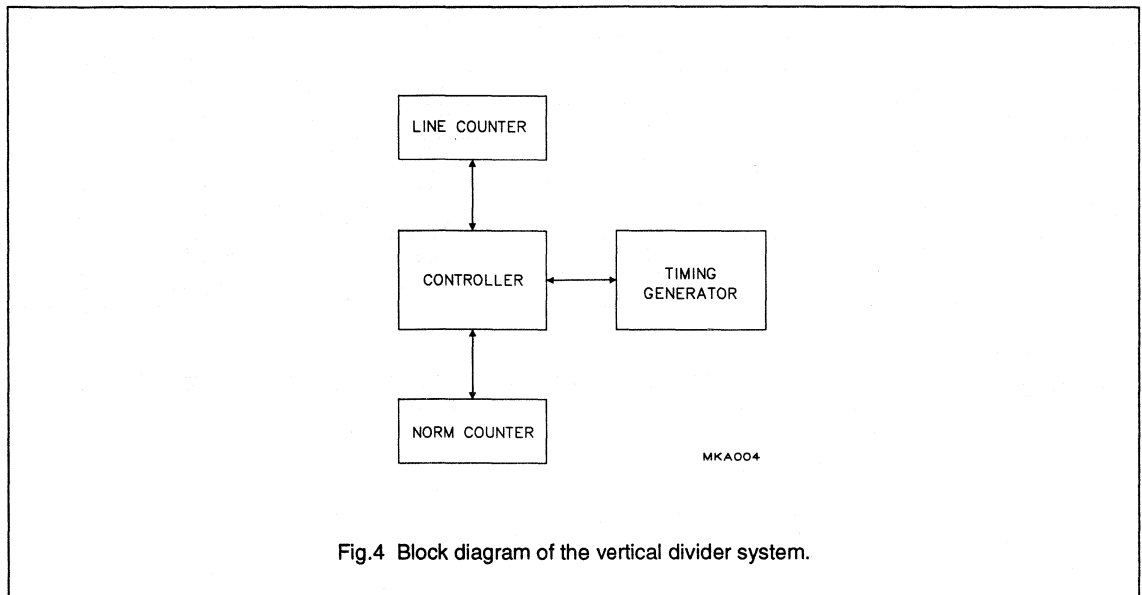 LINE COUNTER
CONTROLLER
TIMING
GENERATOR
NORM COUNTER
MKA004
Fig.4 Block diagram of the vertical divider system.